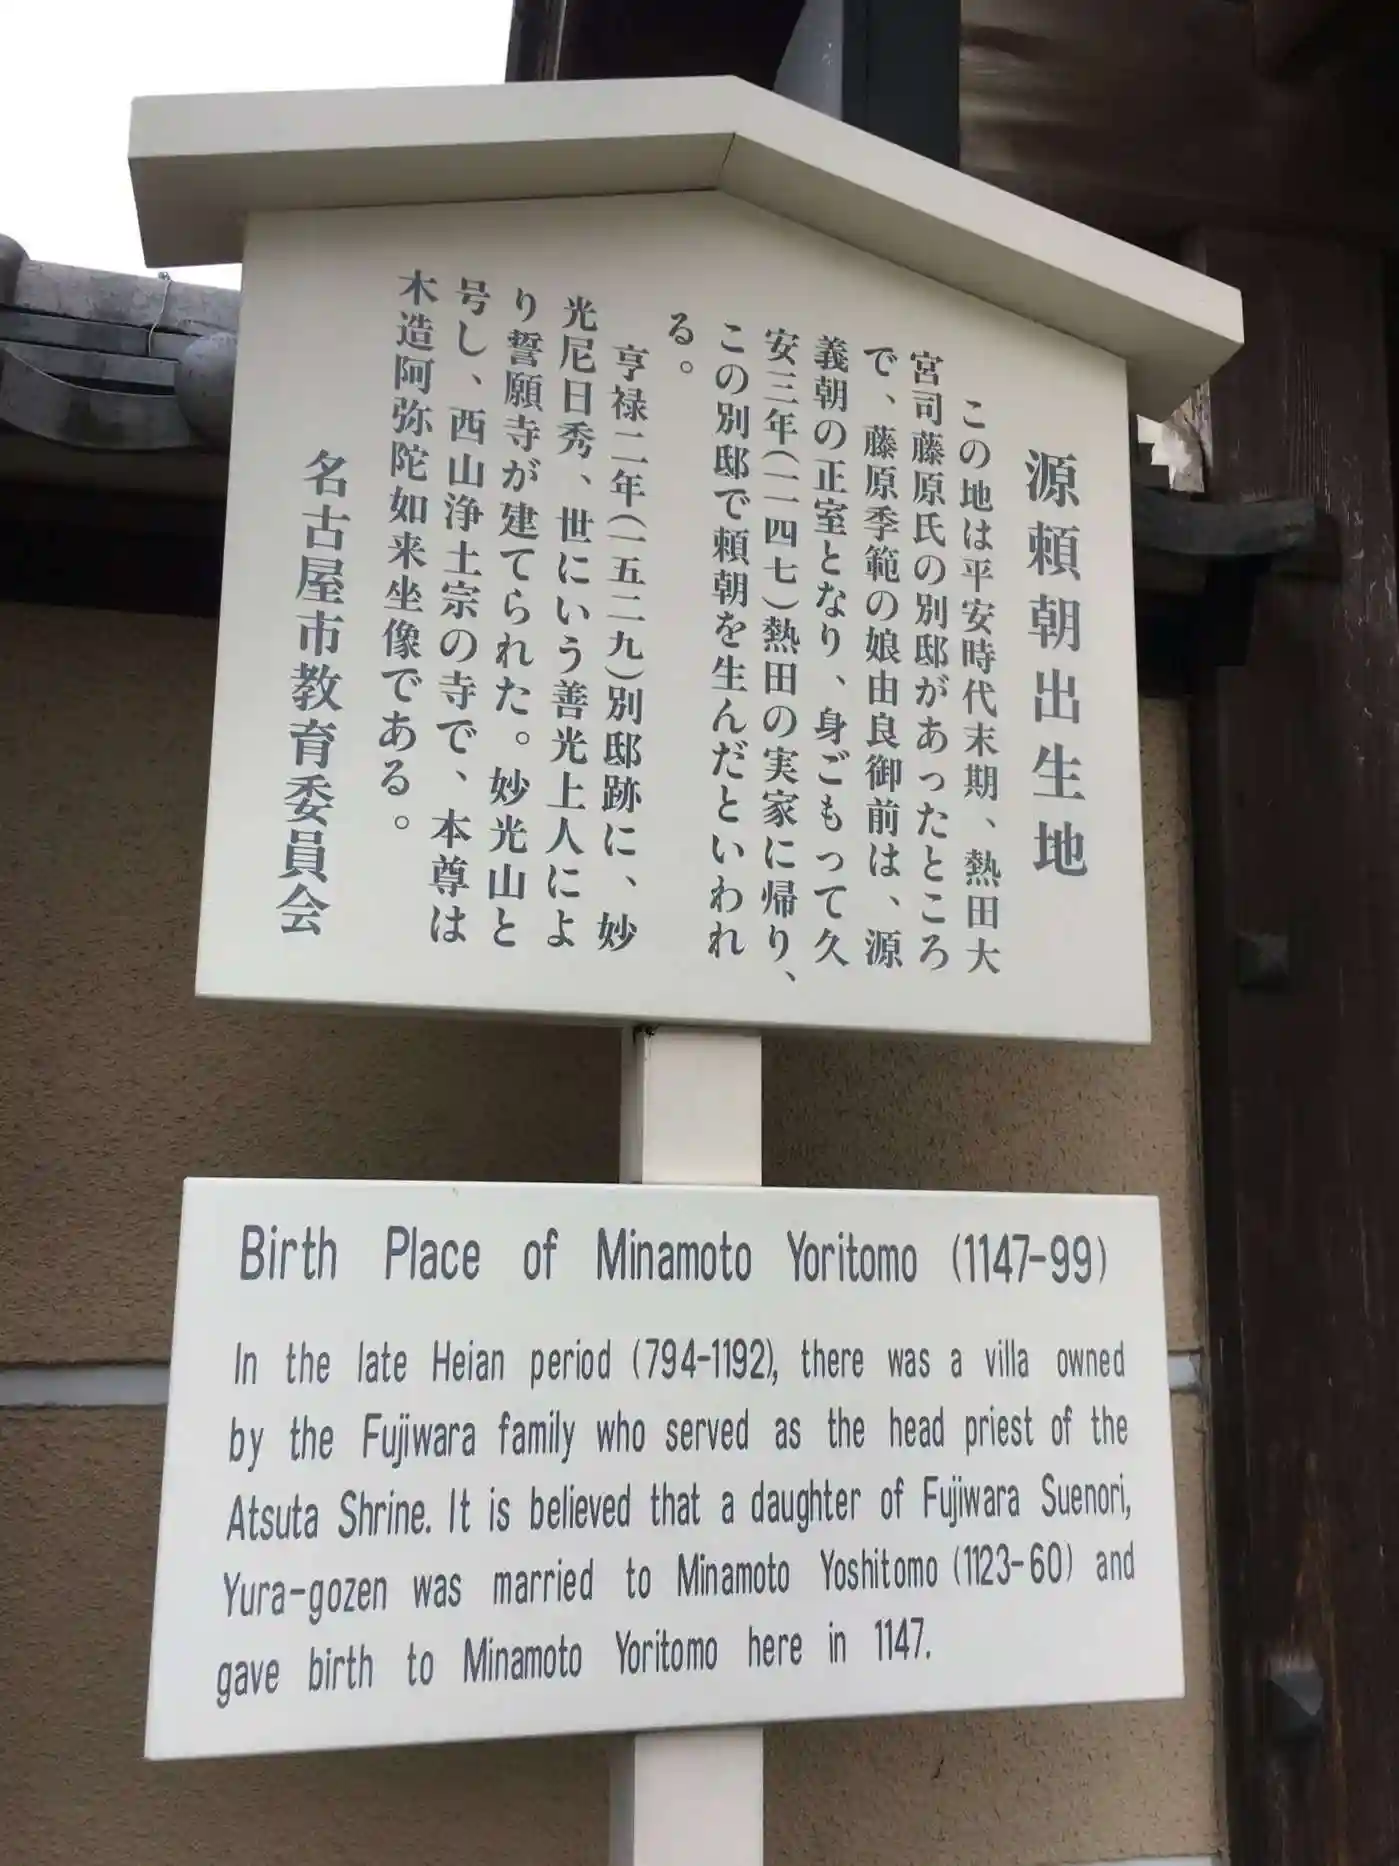 源頼朝出生地
この地は平安時代末期、熱田大
宮司藤原氏の別邸があったところ
で、藤原季範の娘由良御前は、源
義朝の正室となり、身ごもって久
安三年(一一四七)熱田の実家に帰り、
この別邸で頼朝を生んだといわれ
る。
亨禄二年(一五二九)別邸跡に、妙
光尼日秀、世にいう善光上人によ
り誓願寺が建てられた。妙光山と
号し、西山浄土宗の寺で、本尊は
木造阿弥陀如来坐像である。
名古屋市教育委員会
Birth Place of Minamoto Yoritomo (1147-99)
In the late Heian period (794-1192), there was a villa owned
by the Fujiwara family who served as the head priest of the
Atsuta Shrine. It is believed that a daughter of Fujiwara Suenori,
Yura-gozen was married to Minamoto Yoshitomo (1123-60) and
gave birth to Minamoto Yoritomo here in 1147.